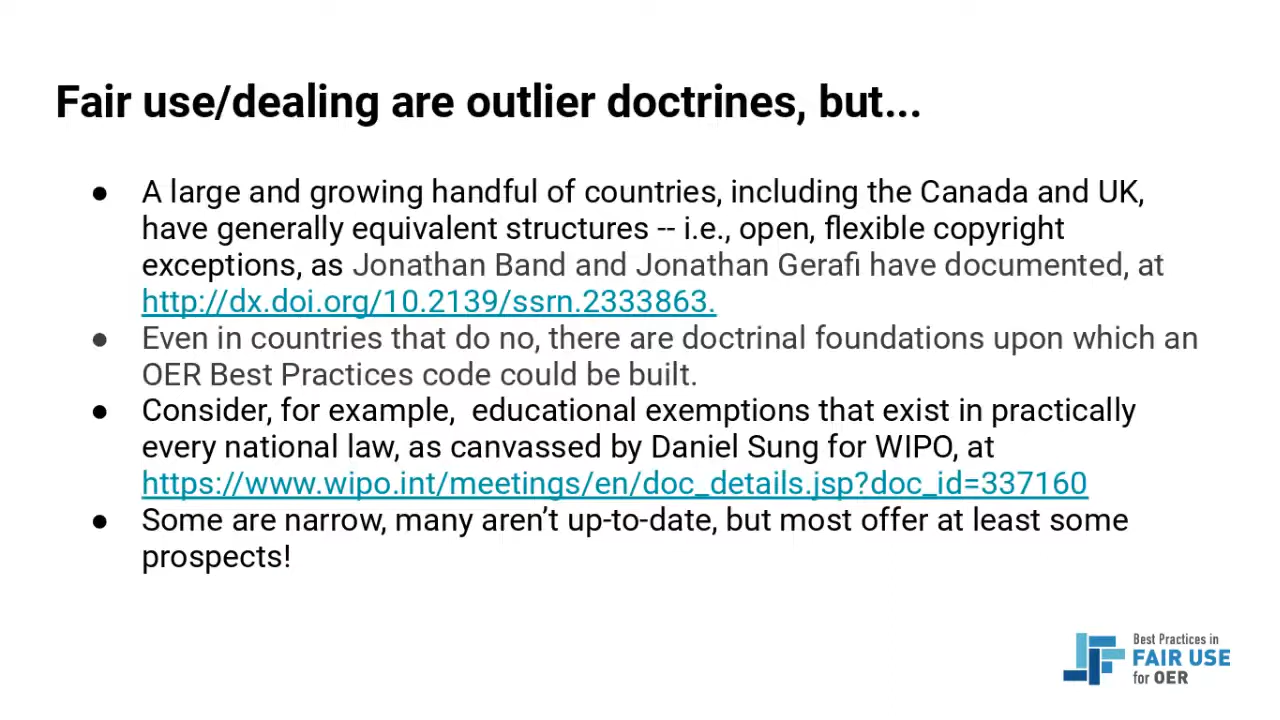 Fair use/dealing are outlier doctrines, but...
● A large and growing handful of countries, including the Canada and UK,
have generally equivalent structures -- i.e., open, flexible copyright
exceptions, as Jonathan Band and Jonathan Gerafi have documented, at
http://dx.doi.org/10.2139/ssrn.2333863.
● Even in countries that do no, there are doctrinal foundations upon which an
OER Best Practices code could be built.
● Consider, for example,  educational exemptions that exist in practically
every national law, as canvassed by Daniel Sung for WIPO, at
https://www.wipo.int/meetings/en/doc_details.jsp?doc_id=337160
● Some are narrow, many aren’t up-to-date, but most offer at least some
prospects!
Best Practices in
FAIR USE
for OER